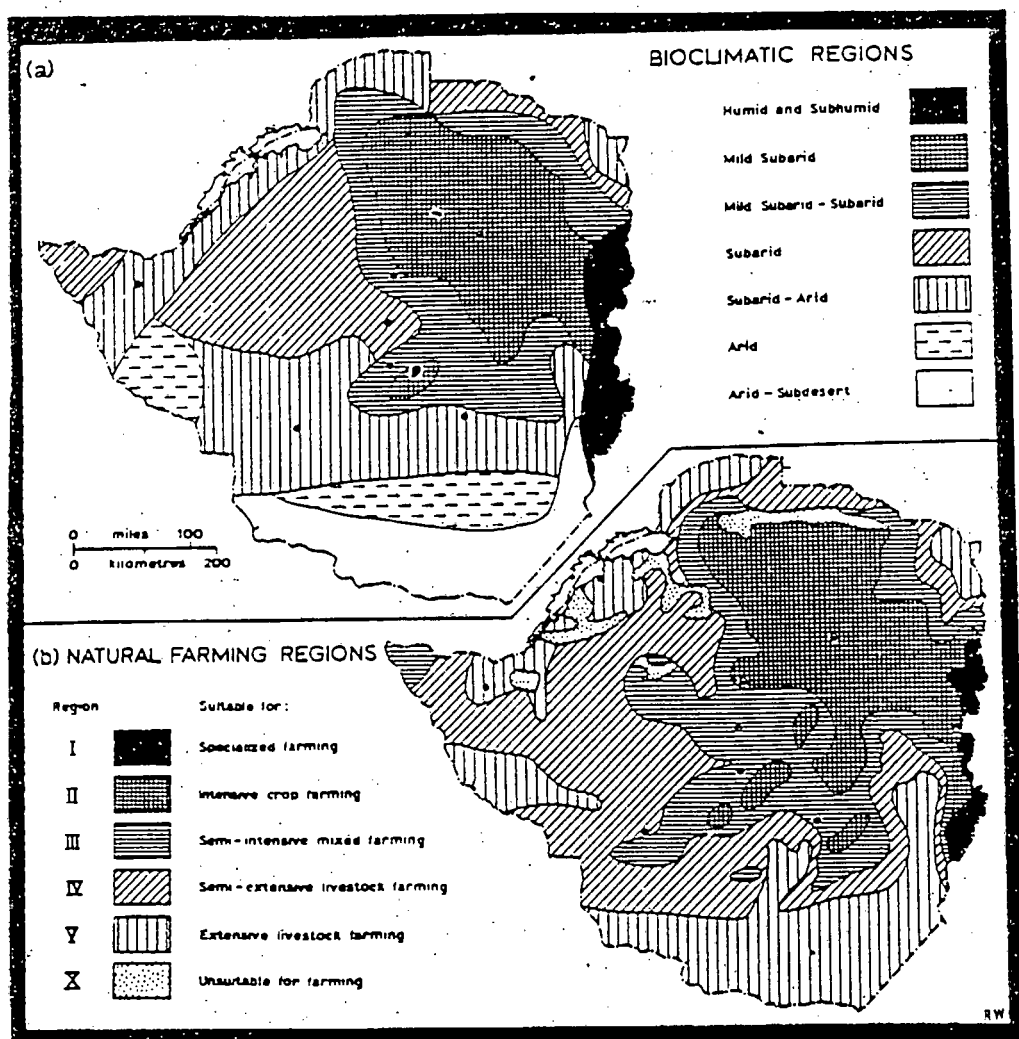 (a)
BIOCLIMATIC REGIONS
Humid and Subhumid
Mild Subarid
Mild Subarid - Subarid
Subarid
Subarid - Arid
Arid
Arid - Subdesert
0 miles 100
0 kilometres 200
(b) NATURAL FARMING REGIONS
Region Suitable for:
I Specialized farming
II Intensive crop farming
III Semi-intensive mixed farming
IV Semi-extensive livestock farming
V Extensive livestock farming
X Unsuitable for farming
RW